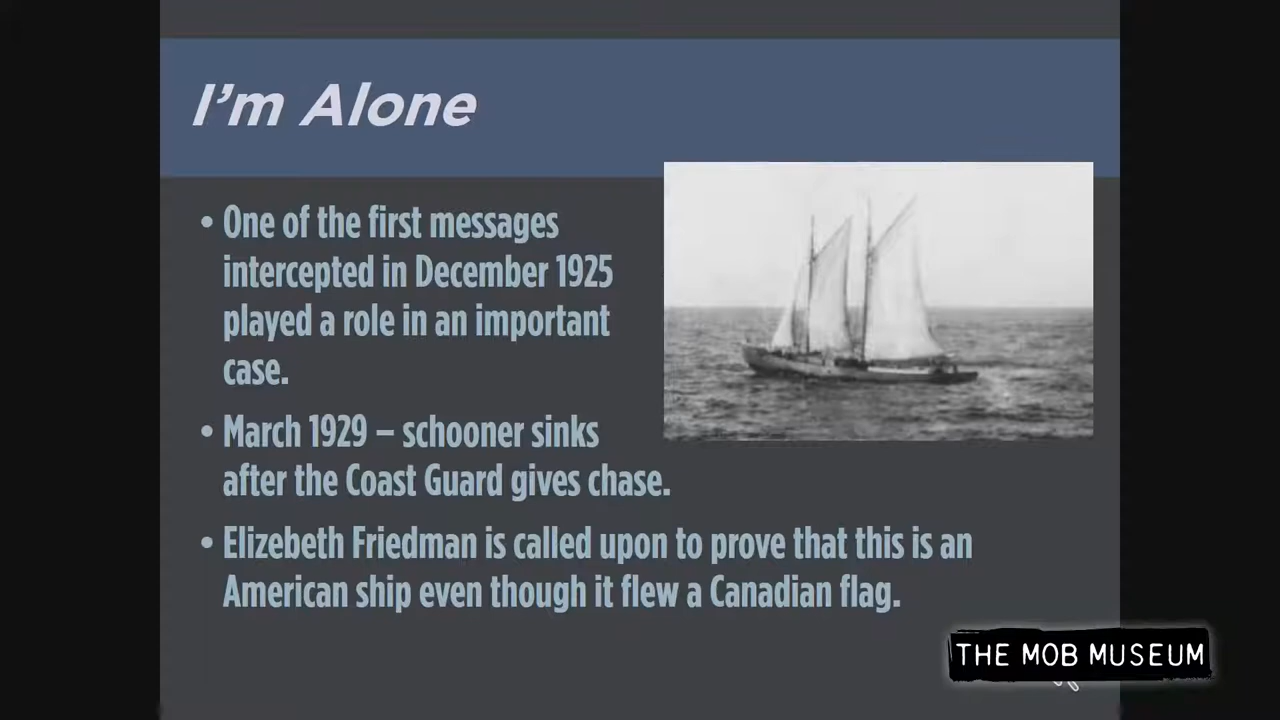 I'm Alone
• One of the first messages
intercepted in December 1925
played a role in an important
case.
• March 1929 – schooner sinks
after the Coast Guard gives chase.
• Elizebeth Friedman is called upon to prove that this is an
American ship even though it flew a Canadian flag.
THE MOB MUSEUM